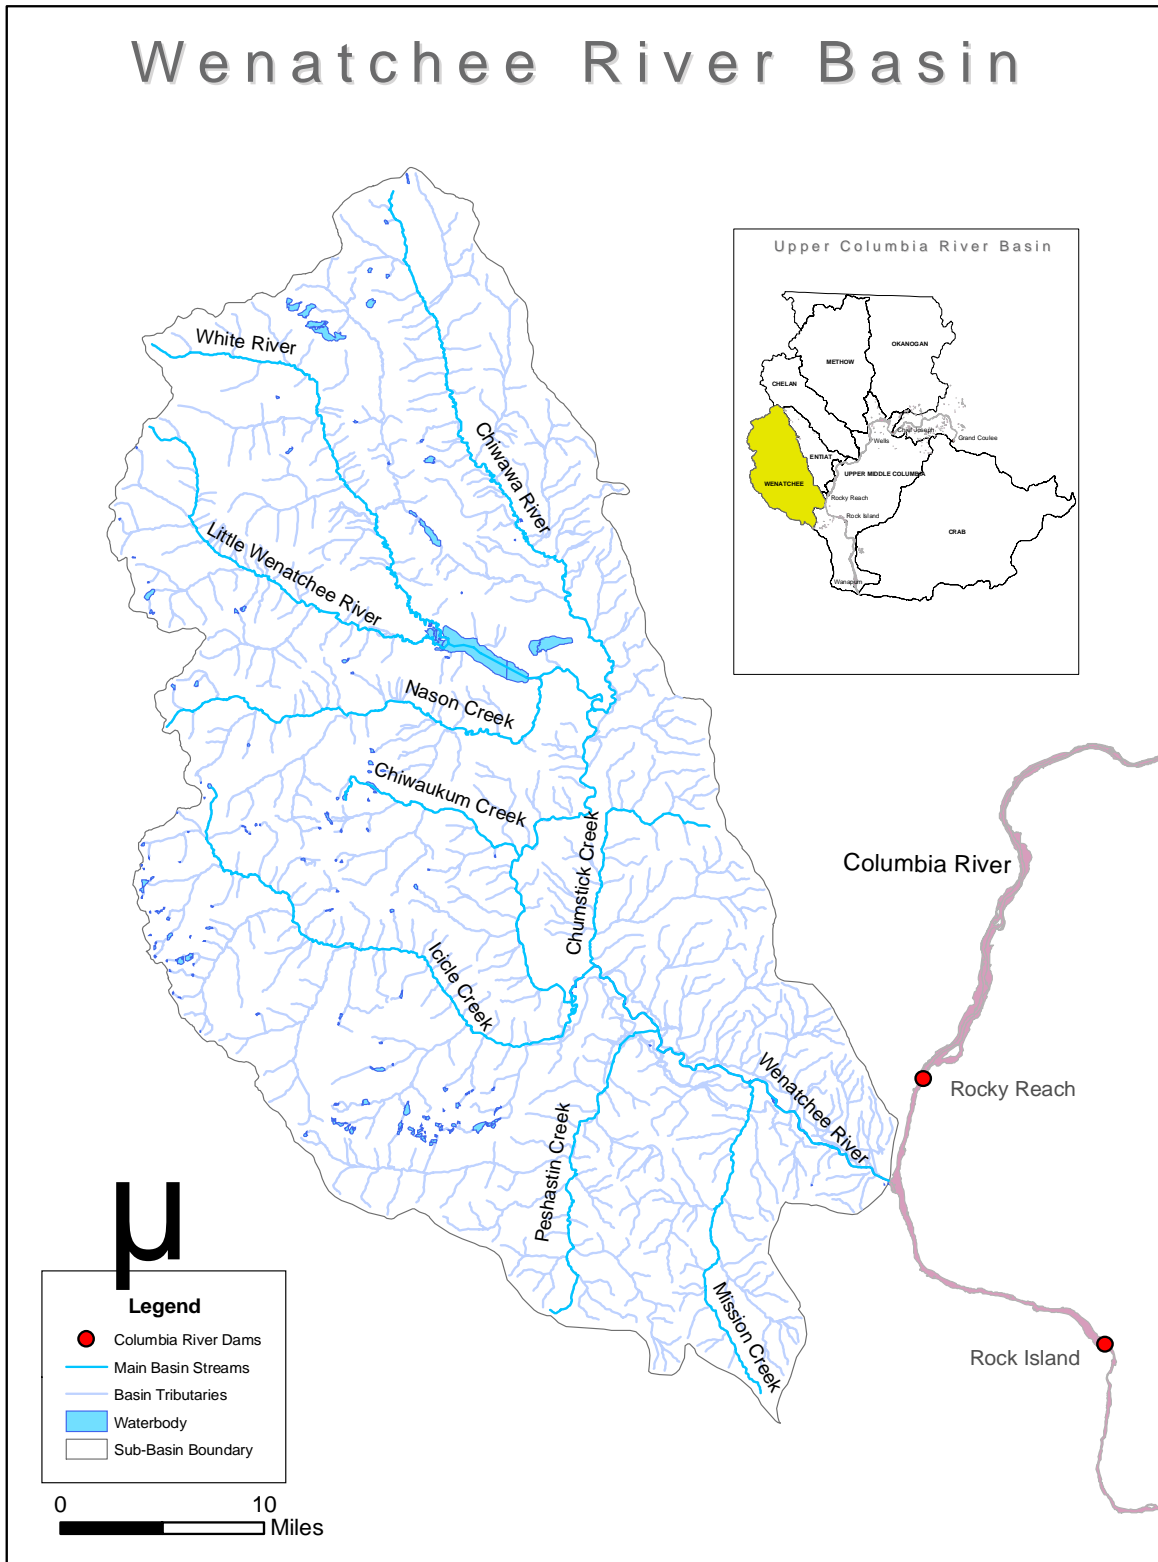 Wenatchee River Basin
Upper Columbia River Basin
OKANOGAN
METHOW
CHELAN
Chief Joseph
Grand Coulee
Wells
ENTIAT
UPPER MIDDLE COLUMBIA
WENATCHEE
Rocky Reach
Rock Island
CRAB
Wanapum
White River
Chiwawa River
Little Wenatchee River
Nason Creek
Chiwaukum Creek
Chumstick Creek
Columbia River
Icicle Creek
Wenatchee River
Rocky Reach
Peshastin Creek
Mission Creek
Rock Island
µ
Legend
Columbia River Dams
Main Basin Streams
Basin Tributaries
Waterbody
Sub-Basin Boundary
0 10
Miles